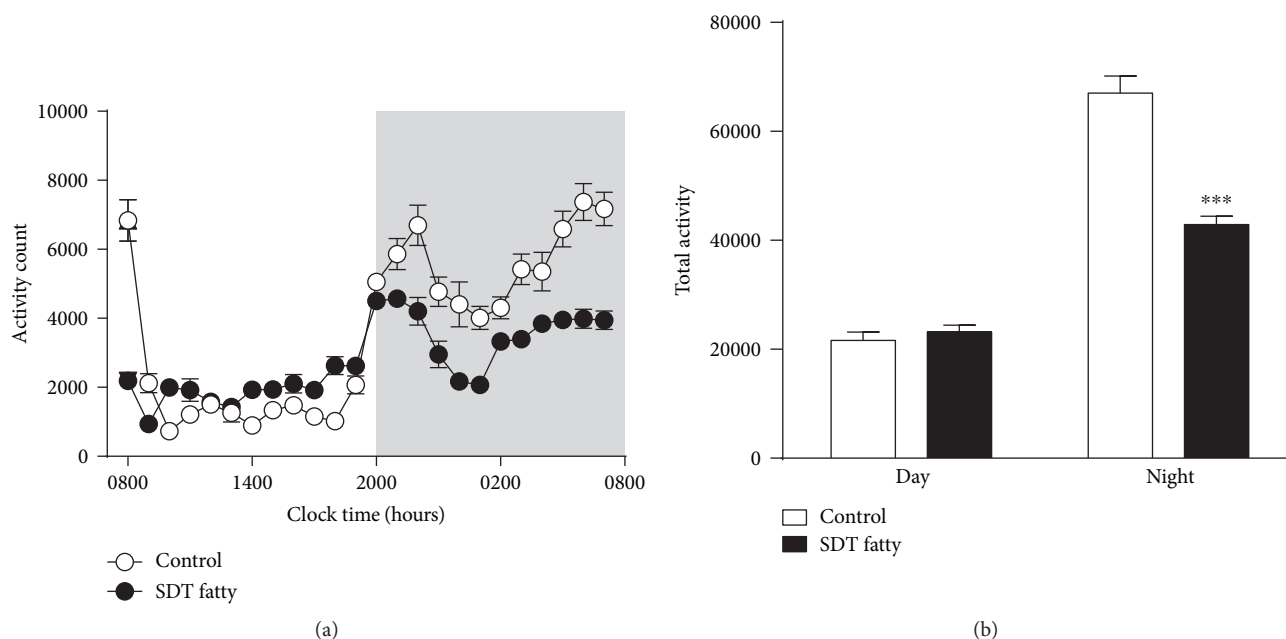 10000
8000
6000
4000
2000
0
Activity count
0800
1400
2000
0200
0800
Clock time (hours)
Control
SDT fatty
(a)
80000
60000
40000
20000
0
Total activity
***
Day
Night
Control
SDT fatty
(b)